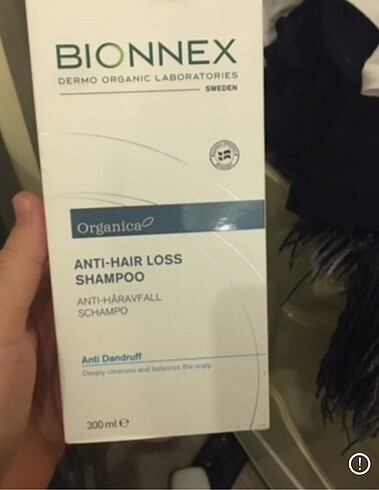 BIONNEX
DERMO ORGANIC LABORATORIES
SWEDEN
Organica
ANTI-HAIR LOSS
SHAMPOO
ANTI-HÅRAVFALL
SCHAMPO
Anti Dandruff
Deeply cleanses and balances the scalp
300 ml ℮